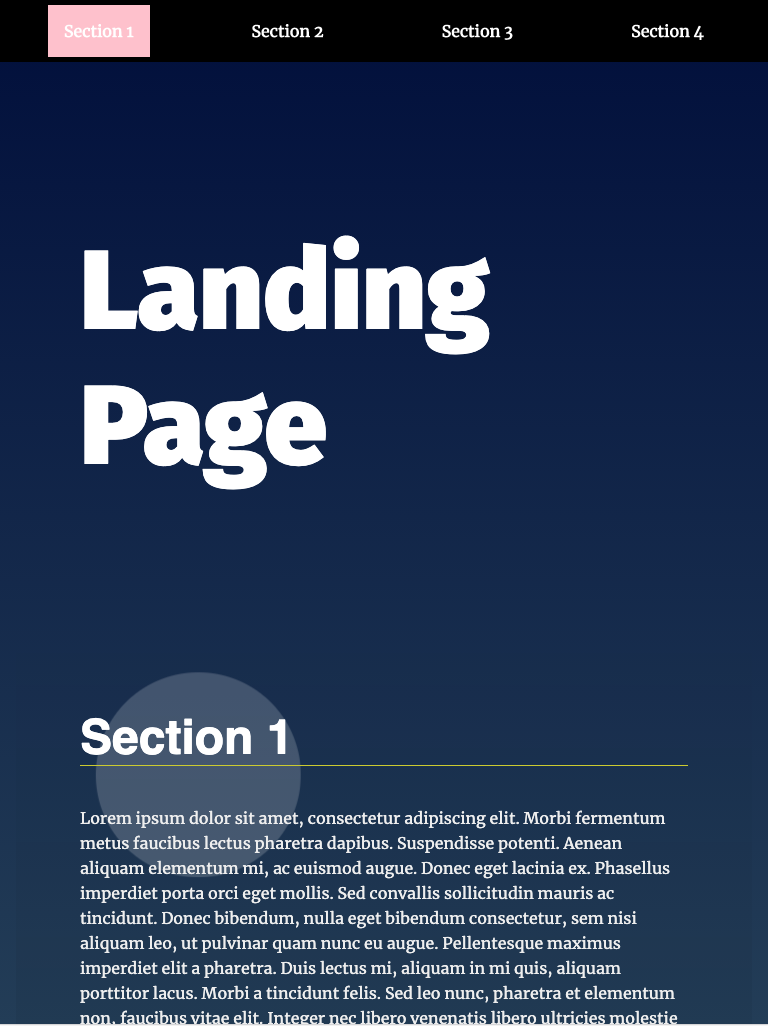 Section 1 Section 2 Section 3 Section 4
Landing
Page
Section 1
Lorem ipsum dolor sit amet, consectetur adipiscing elit. Morbi fermentum
metus faucibus lectus pharetra dapibus. Suspendisse potenti. Aenean
aliquam elementum mi, ac euismod augue. Donec eget lacinia ex. Phasellus
imperdiet porta orci eget mollis. Sed convallis sollicitudin mauris ac
tincidunt. Donec bibendum, nulla eget bibendum consectetur, sem nisi
aliquam leo, ut pulvinar quam nunc eu augue. Pellentesque maximus
imperdiet elit a pharetra. Duis lectus mi, aliquam in mi quis, aliquam
porttitor lacus. Morbi a tincidunt felis. Sed leo nunc, pharetra et elementum
non, faucibus vitae elit. Integer nec libero venenatis libero ultricies molestie